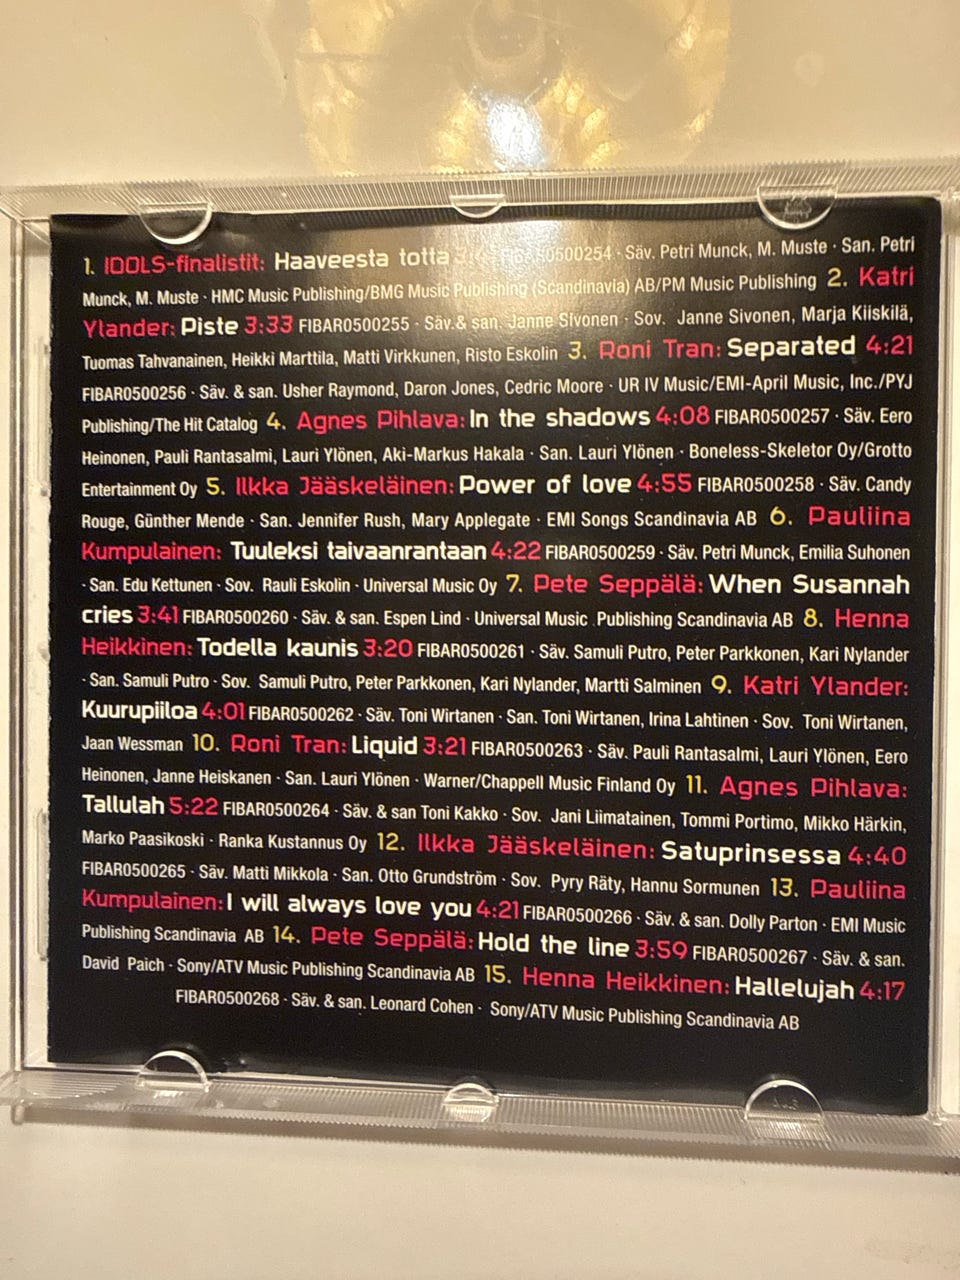 1. IDOLS-finalistit: Haaveesta totta FIBAR0500254 · Säv. Petri Munck, M. Muste · San. Petri
Munck, M. Muste · HMC Music Publishing/BMG Music Publishing (Scandinavia) AB/PM Music Publishing 2. Katri
Ylander: Piste 3:33 FIBAR0500255 · Säv.& san. Janne Sivonen · Sov. Janne Sivonen, Marja Kiiskilä,
Tuomas Tahvanainen, Heikki Marttila, Matti Virkkunen, Risto Eskolin 3. Roni Tran: Separated 4:21
FIBAR0500256 · Säv. & san. Usher Raymond, Daron Jones, Cedric Moore · UR IV Music/EMI-April Music, Inc./PYJ
Publishing/The Hit Catalog 4. Agnes Pihlava: In the shadows 4:08 FIBAR0500257 · Säv. Eero
Heinonen, Pauli Rantasalmi, Lauri Ylönen, Aki-Markus Hakala · San. Lauri Ylönen · Boneless-Skeletor Oy/Grotto
Entertainment Oy 5. Ilkka Jääskeläinen: Power of love 4:55 FIBAR0500258 · Säv. Candy
Rouge, Günther Mende · San. Jennifer Rush, Mary Applegate · EMI Songs Scandinavia AB 6. Pauliina
Kumpulainen: Tuuleksi taivaanrantaan 4:22 FIBAR0500259 · Säv. Petri Munck, Emilia Suhonen
· San. Edu Kettunen · Sov. Rauli Eskolin · Universal Music Oy 7. Pete Seppälä: When Susannah
cries 3:41 FIBAR0500260 · Säv. & san. Espen Lind · Universal Music Publishing Scandinavia AB 8. Henna
Heikkinen: Todella kaunis 3:20 FIBAR0500261 · Säv. Samuli Putro, Peter Parkkonen, Kari Nylander
· San. Samuli Putro · Sov. Samuli Putro, Peter Parkkonen, Kari Nylander, Martti Salminen 9. Katri Ylander:
Kuurupiiloa 4:01 FIBAR0500262 · Säv. Toni Wirtanen · San. Toni Wirtanen, Irina Lahtinen · Sov. Toni Wirtanen,
Jaan Wessman 10. Roni Tran: Liquid 3:21 FIBAR0500263 · Säv. Pauli Rantasalmi, Lauri Ylönen, Eero
Heinonen, Janne Heiskanen · San. Lauri Ylönen · Warner/Chappell Music Finland Oy 11. Agnes Pihlava:
Tallulah 5:22 FIBAR0500264 · Säv. & san Toni Kakko · Sov. Jani Liimatainen, Tommi Portimo, Mikko Härkin,
Marko Paasikoski · Ranka Kustannus Oy 12. Ilkka Jääskeläinen: Satuprinsessa 4:40
FIBAR0500265 · Säv. Matti Mikkola · San. Otto Grundström · Sov. Pyry Räty, Hannu Sormunen 13. Pauliina
Kumpulainen: I will always love you 4:21 FIBAR0500266 · Säv. & san. Dolly Parton · EMI Music
Publishing Scandinavia AB 14. Pete Seppälä: Hold the line 3:59 FIBAR0500267 · Säv. & san.
David Paich · Sony/ATV Music Publishing Scandinavia AB 15. Henna Heikkinen: Hallelujah 4:17
FIBAR0500268 · Säv. & san. Leonard Cohen · Sony/ATV Music Publishing Scandinavia AB